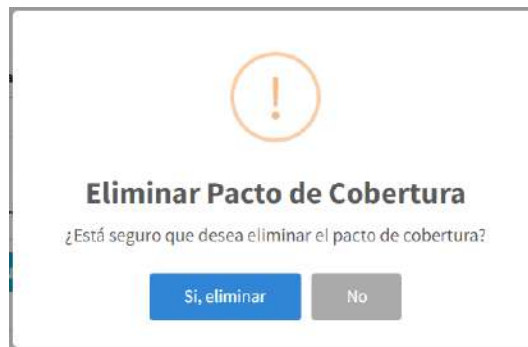 !
Eliminar Pacto de Cobertura
¿Está seguro que desea eliminar el pacto de cobertura?
Si, eliminar
No